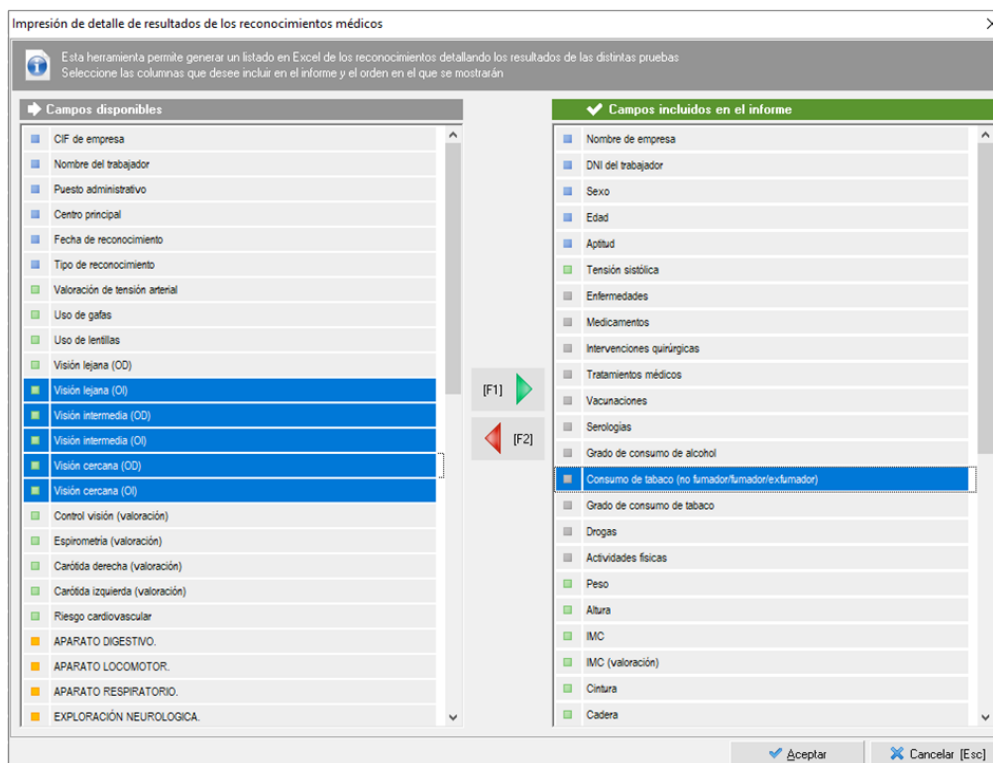 Impresión de detalle de resultados de los reconocimientos médicos
Esta herramienta permite generar un listado en Excel de los reconocimientos detallando los resultados de las distintas pruebas
Seleccione las columnas que desee incluir en el informe y el orden en el que se mostrarán
Campos disponibles
CIF de empresa
Nombre del trabajador
Puesto administrativo
Centro principal
Fecha de reconocimiento
Tipo de reconocimiento
Valoración de tensión arterial
Uso de gafas
Uso de lentillas
Visión lejana (OD)
Visión lejana (OI)
Visión intermedia (OD)
Visión intermedia (OI)
Visión cercana (OD)
Visión cercana (OI)
Control visión (valoración)
Espirometría (valoración)
Carótida derecha (valoración)
Carótida izquierda (valoración)
Riesgo cardiovascular
APARATO DIGESTIVO.
APARATO LOCOMOTOR.
APARATO RESPIRATORIO.
EXPLORACIÓN NEUROLOGICA.
[F1]
[F2]
Campos incluidos en el informe
Nombre de empresa
DNI del trabajador
Sexo
Edad
Aptitud
Tensión sistólica
Enfermedades
Medicamentos
Intervenciones quirúrgicas
Tratamientos médicos
Vacunaciones
Serologías
Grado de consumo de alcohol
Consumo de tabaco (no fumador/fumador/exfumador)
Grado de consumo de tabaco
Drogas
Actividades físicas
Peso
Altura
IMC
IMC (valoración)
Cintura
Cadera
Aceptar
Cancelar [Esc]